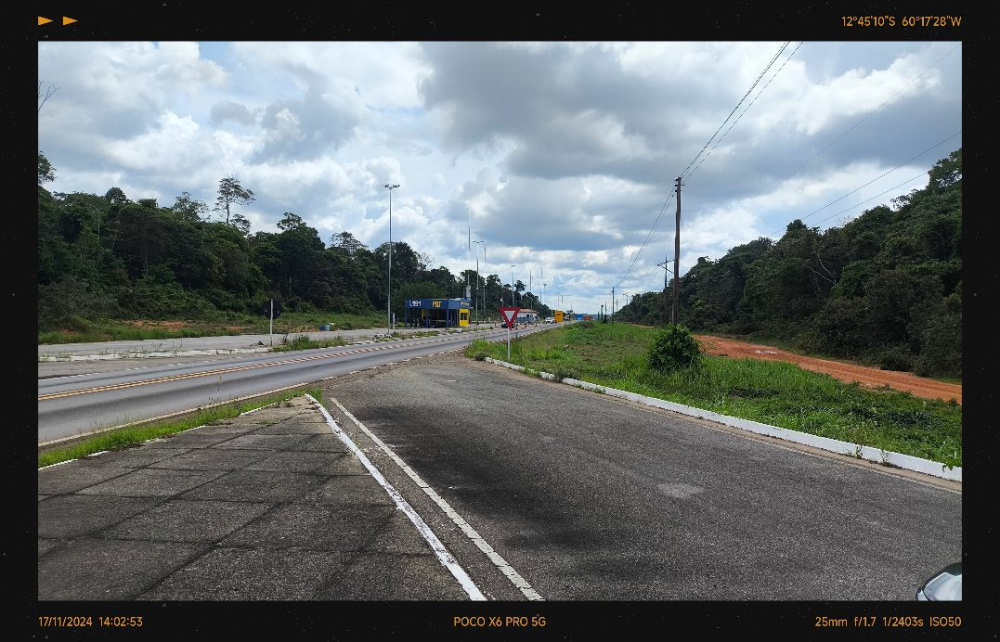 12°45'10"S 60°17'28"W
PRF
17/11/2024 14:02:53
POCO X6 PRO 5G
25mm f/1.7 1/2403s ISO50